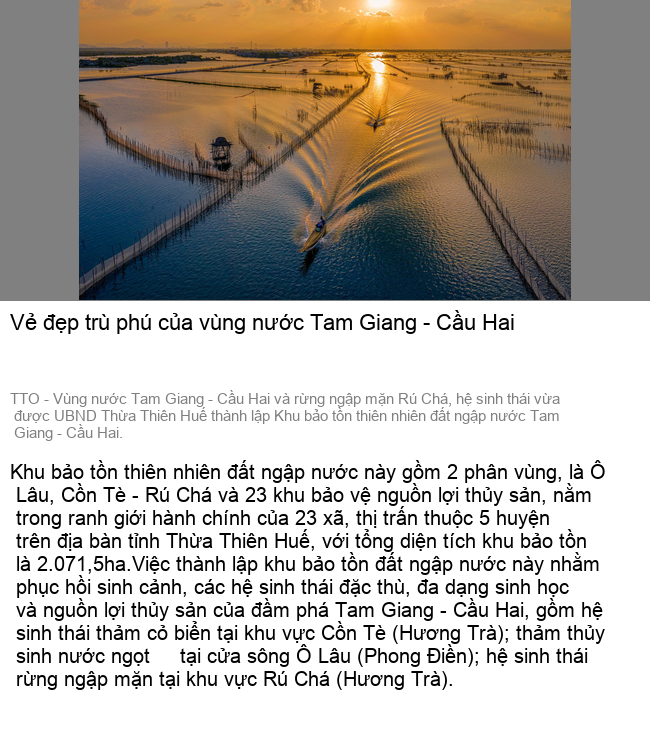 Vẻ đẹp trù phú của vùng nước Tam Giang - Cầu Hai
TTO - Vùng nước Tam Giang - Cầu Hai và rừng ngập mặn Rú Chá, hệ sinh thái vừa
được UBND Thừa Thiên Huế thành lập Khu bảo tồn thiên nhiên đất ngập nước Tam
Giang - Cầu Hai.
Khu bảo tồn thiên nhiên đất ngập nước này gồm 2 phân vùng, là Ô
Lâu, Cồn Tè - Rú Chá và 23 khu bảo vệ nguồn lợi thủy sản, nằm
trong ranh giới hành chính của 23 xã, thị trấn thuộc 5 huyện
trên địa bàn tỉnh Thừa Thiên Huế, với tổng diện tích khu bảo tồn
là 2.071,5ha.Việc thành lập khu bảo tồn đất ngập nước này nhằm
phục hồi sinh cảnh, các hệ sinh thái đặc thù, đa dạng sinh học
và nguồn lợi thủy sản của đầm phá Tam Giang - Cầu Hai, gồm hệ
sinh thái thảm cỏ biển tại khu vực Cồn Tè (Hương Trà); thảm thủy
sinh nước ngọt     tại cửa sông Ô Lâu (Phong Điền); hệ sinh thái
rừng ngập mặn tại khu vực Rú Chá (Hương Trà).